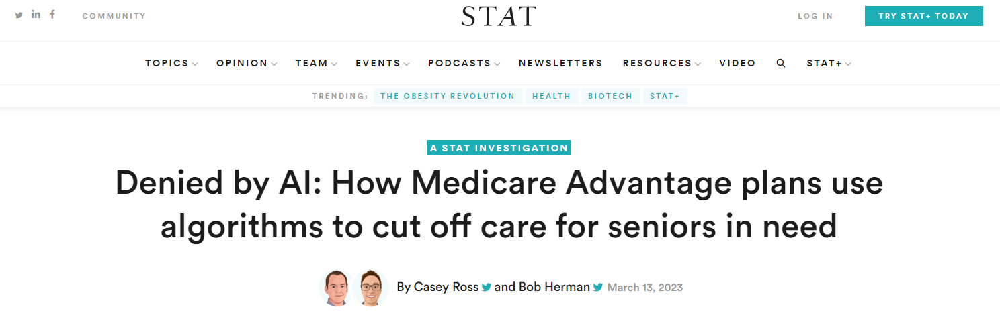 COMMUNITY
STAT
LOG IN
TRY STAT+ TODAY
TOPICS OPINION TEAM EVENTS PODCASTS NEWSLETTERS RESOURCES VIDEO STAT+
TRENDING: THE OBESITY REVOLUTION HEALTH BIOTECH STAT+
A STAT INVESTIGATION
Denied by AI: How Medicare Advantage plans use
algorithms to cut off care for seniors in need
By Casey Ross and Bob Herman March 13, 2023